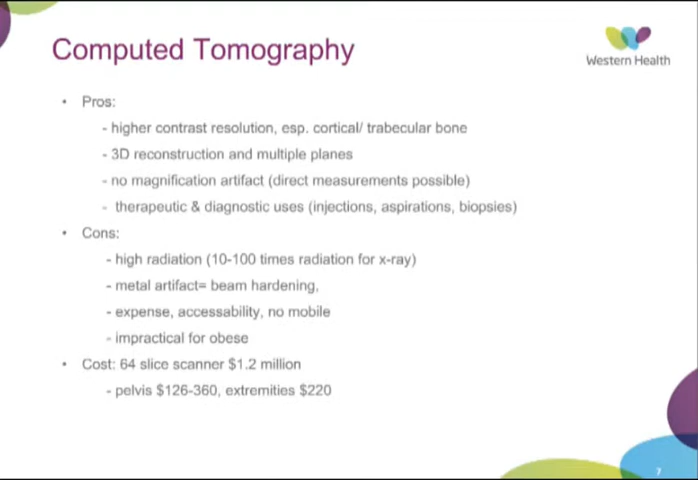 Computed Tomography
Western Health
• Pros:
- higher contrast resolution, esp. cortical/ trabecular bone
- 3D reconstruction and multiple planes
- no magnification artifact (direct measurements possible)
- therapeutic & diagnostic uses (injections, aspirations, biopsies)
• Cons:
- high radiation (10-100 times radiation for x-ray)
- metal artifact= beam hardening,
- expense, accessability, no mobile
- impractical for obese
• Cost: 64 slice scanner $1.2 million
- pelvis $126-360, extremities $220
7